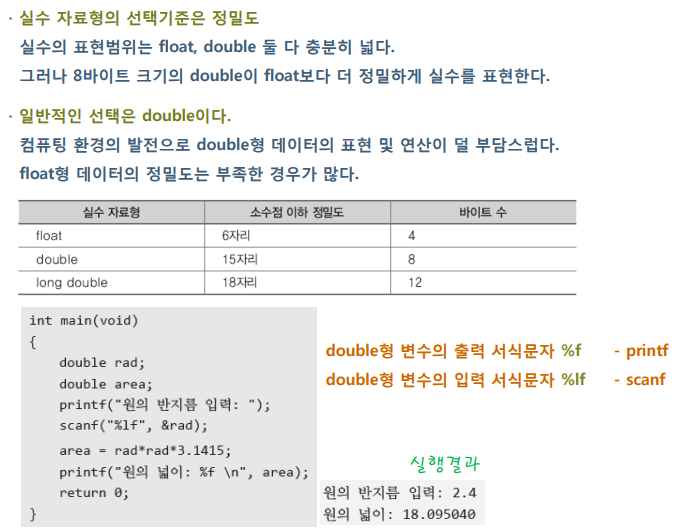 · 실수 자료형의 선택기준은 정밀도
실수의 표현범위는 float, double 둘 다 충분히 넓다.
그러나 8바이트 크기의 double이 float보다 더 정밀하게 실수를 표현한다.
· 일반적인 선택은 double이다.
컴퓨팅 환경의 발전으로 double형 데이터의 표현 및 연산이 덜 부담스럽다.
float형 데이터의 정밀도는 부족한 경우가 많다.
실수 자료형 소수점 이하 정밀도 바이트 수
float 6자리 4
double 15자리 8
long double 18자리 12
int main(void)
{
double rad;
double area;
printf("원의 반지름 입력: ");
scanf("%lf", &rad);
area = rad*rad*3.1415;
printf("원의 넓이: %f \n", area);
return 0;
}
double형 변수의 출력 서식문자 %f - printf
double형 변수의 입력 서식문자 %lf - scanf
실행결과
원의 반지름 입력: 2.4
원의 넓이: 18.095040